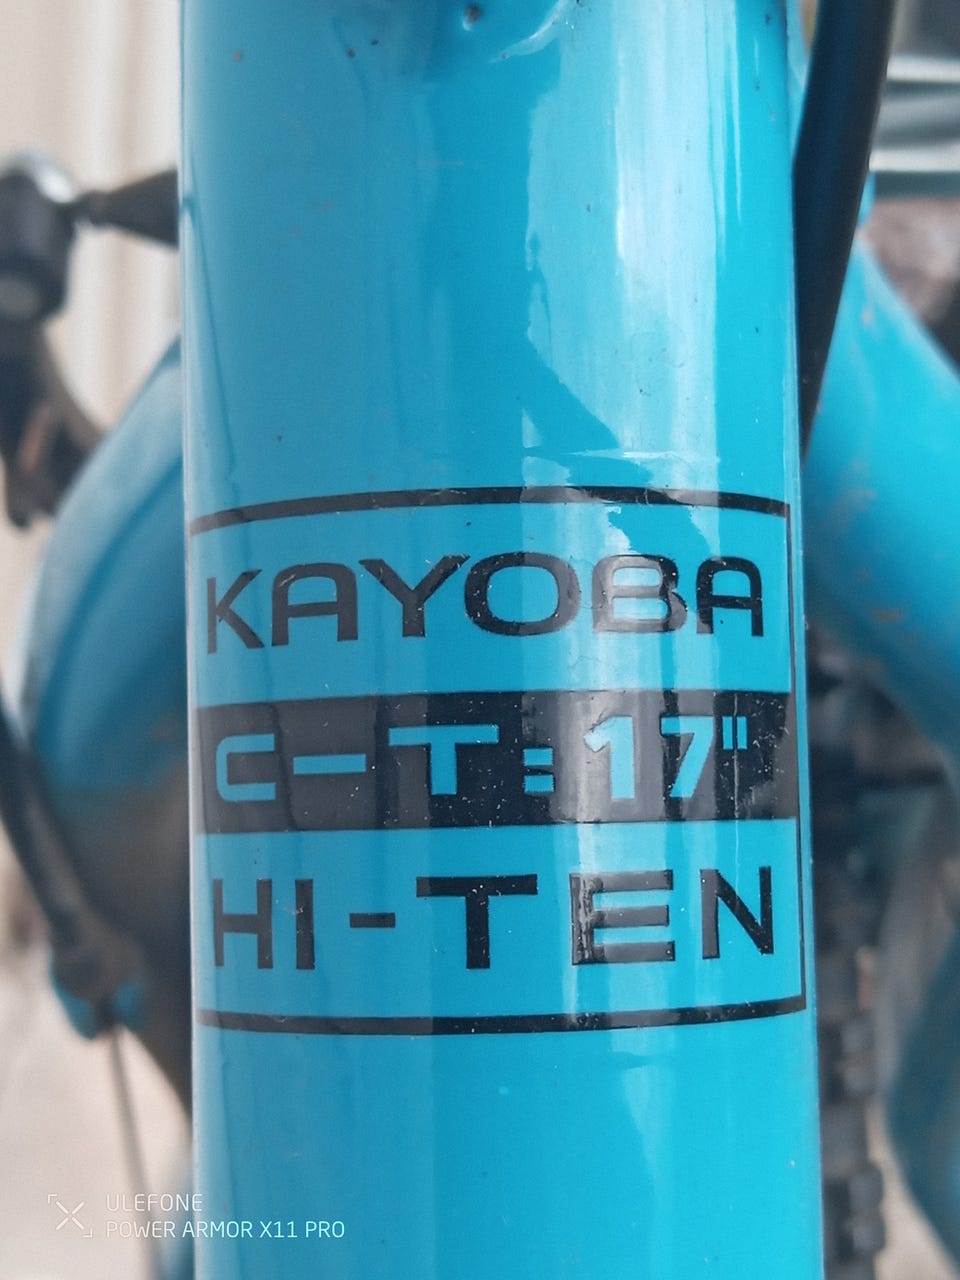 KAYOBA
C-T:17"
HI-TEN
ULEFONE
POWER ARMOR X11 PRO